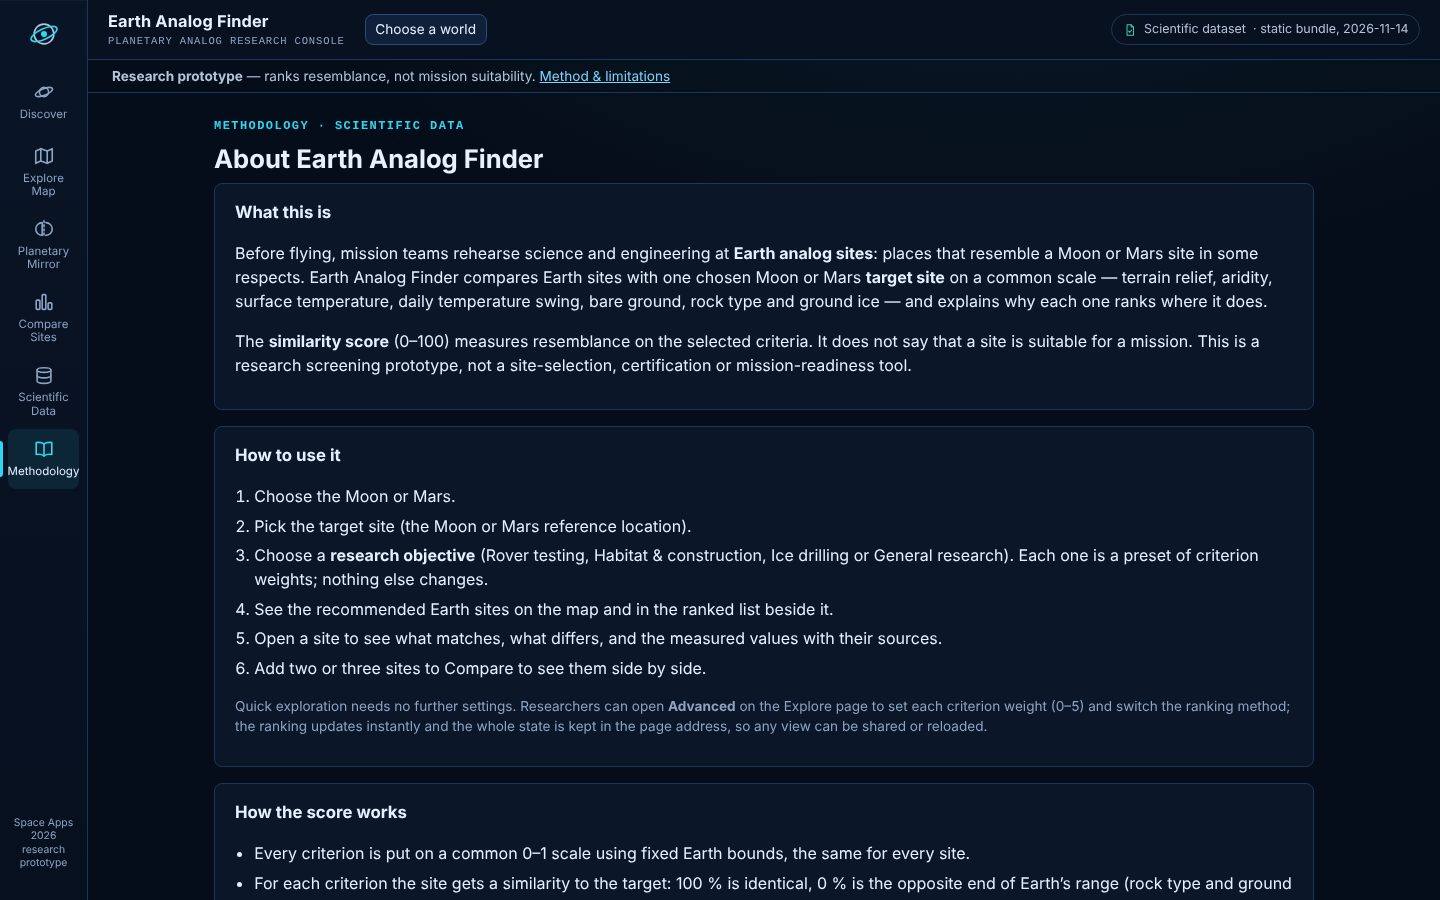 Earth Analog Finder
PLANETARY ANALOG RESEARCH CONSOLE
Choose a world
Scientific dataset · static bundle, 2026-11-14
Research prototype — ranks resemblance, not mission suitability. Method & limitations
Discover
Explore
Map
Planetary
Mirror
Compare
Sites
Scientific
Data
Methodology
Space Apps
2026
research
prototype
METHODOLOGY · SCIENTIFIC DATA
About Earth Analog Finder
What this is
Before flying, mission teams rehearse science and engineering at Earth analog sites: places that resemble a Moon or Mars site in some
respects. Earth Analog Finder compares Earth sites with one chosen Moon or Mars target site on a common scale — terrain relief, aridity,
surface temperature, daily temperature swing, bare ground, rock type and ground ice — and explains why each one ranks where it does.
The similarity score (0–100) measures resemblance on the selected criteria. It does not say that a site is suitable for a mission. This is a
research screening prototype, not a site-selection, certification or mission-readiness tool.
How to use it
1. Choose the Moon or Mars.
2. Pick the target site (the Moon or Mars reference location).
3. Choose a research objective (Rover testing, Habitat & construction, Ice drilling or General research). Each one is a preset of criterion
weights; nothing else changes.
4. See the recommended Earth sites on the map and in the ranked list beside it.
5. Open a site to see what matches, what differs, and the measured values with their sources.
6. Add two or three sites to Compare to see them side by side.
Quick exploration needs no further settings. Researchers can open Advanced on the Explore page to set each criterion weight (0–5) and switch the ranking method;
the ranking updates instantly and the whole state is kept in the page address, so any view can be shared or reloaded.
How the score works
• Every criterion is put on a common 0–1 scale using fixed Earth bounds, the same for every site.
• For each criterion the site gets a similarity to the target: 100 % is identical, 0 % is the opposite end of Earth's range (rock type and ground